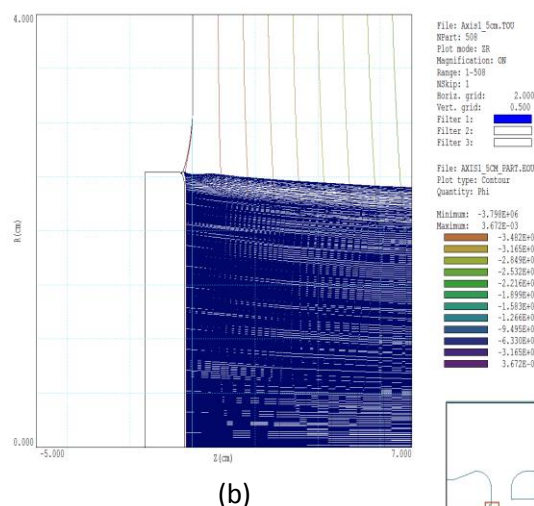 4.000
R(cm)
0.000
-5.000
Z(cm)
7.000
(b)
File: Axis1_5cm.TOU
NPart: 508
Plot mode: ZR
Magnification: ON
Range: 1-508
NSkip: 1
Horiz. grid: 2.000
Vert. grid: 0.500
Filter 1:
Filter 2:
Filter 3:
File: AXIS1_5CM_PART.EOU
Plot type: Contour
Quantity: Phi
Minimum: -3.798E+06
Maximum: 3.672E-03
-3.482E+0
-3.165E+0
-2.849E+0
-2.532E+0
-2.216E+0
-1.899E+0
-1.583E+0
-1.266E+0
-9.495E+0
-6.330E+0
-3.165E+0
3.672E-0